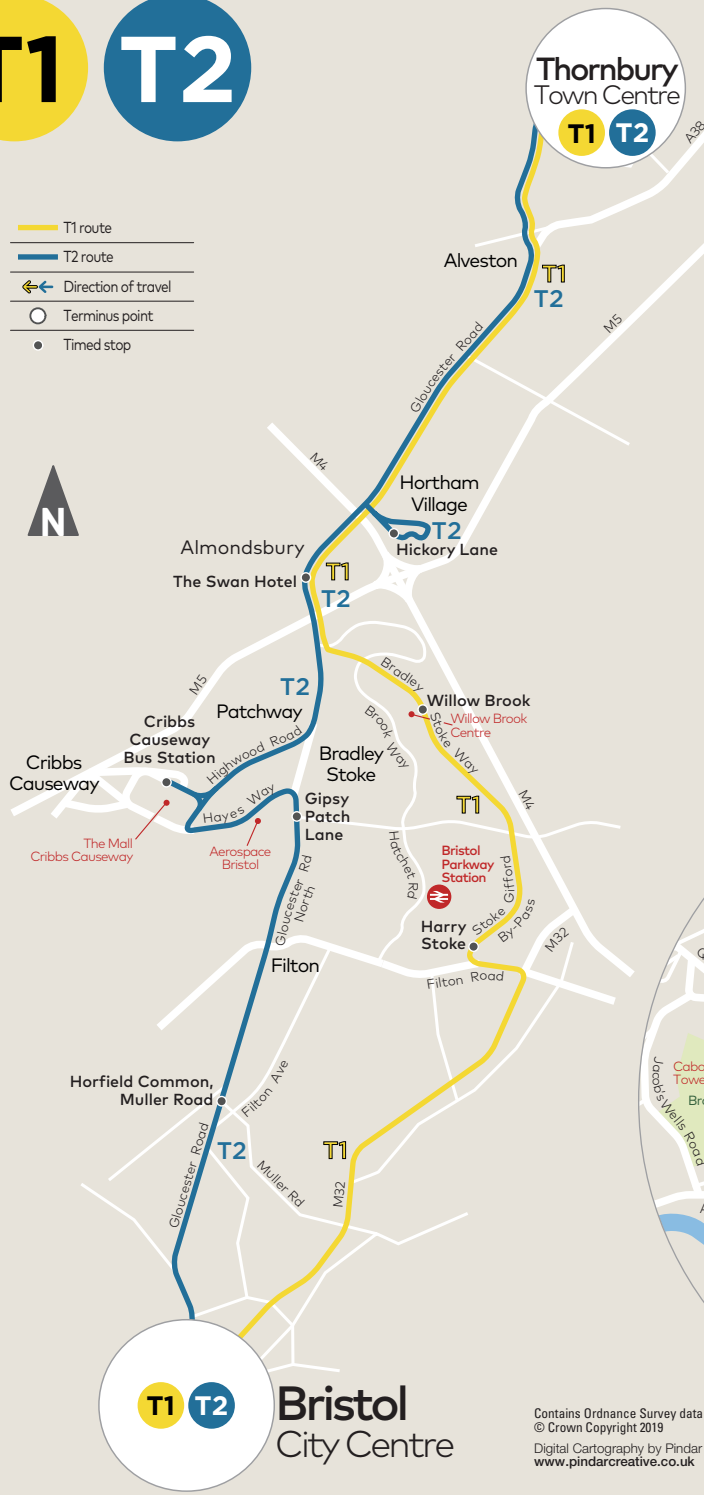 T1 T2
Thornbury
Town Centre
T1 T2
A38
T1 route
T2 route
Direction of travel
Terminus point
Timed stop
Alveston
T1
T2
M5
Gloucester Road
M4
N
Hortham
Village
T2
Hickory Lane
Almondsbury
The Swan Hotel
T1
T2
M5
T2
Patchway
Bradley Stoke Way
Willow Brook
Willow Brook
Centre
Brook Way
Cribbs
Causeway
Bus Station
Highwood Road
Cribbs
Causeway
Bradley
Stoke
Hayes Way
Gipsy
Patch
Lane
T1
M4
The Mall
Cribbs Causeway
Aerospace
Bristol
Hatchet Rd
Bristol
Parkway
Station
Gloucester Rd
North
Stoke Gifford
By-Pass
Harry
Stoke
M32
Filton
Filton Road
Horfield Common,
Muller Road
Filton Ave
T2
Gloucester Road
Muller Rd
T1
M32
Jacob's Wells Road
T1 T2
Bristol
City Centre
Contains Ordnance Survey data
© Crown Copyright 2019
Digital Cartography by Pindar
www.pindarcreative.co.uk